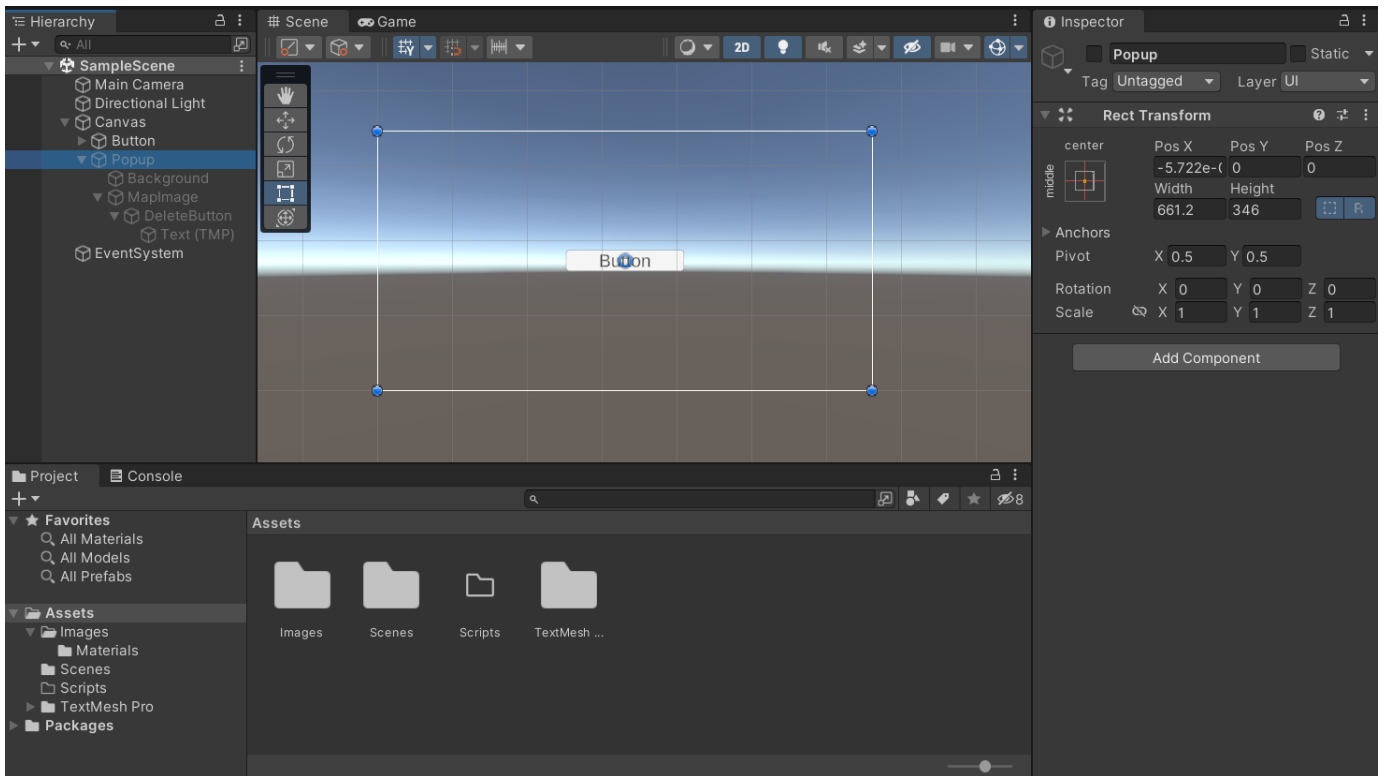 Hierarchy
All
SampleScene
Main Camera
Directional Light
Canvas
Button
Popup
Background
MapImage
DeleteButton
Text (TMP)
EventSystem
Scene Game
2D
Button
Inspector
Popup Static
Tag Untagged Layer UI
Rect Transform
center
middle
Pos X Pos Y Pos Z
-5.722e-( 0 0
Width Height
661.2 346
R
Anchors
Pivot X 0.5 Y 0.5
Rotation X 0 Y 0 Z 0
Scale X 1 Y 1 Z 1
Add Component
Project Console
8
Favorites
All Materials
All Models
All Prefabs
Assets
Images
Materials
Scenes
Scripts
TextMesh Pro
Packages
Assets
Images Scenes Scripts TextMesh ...